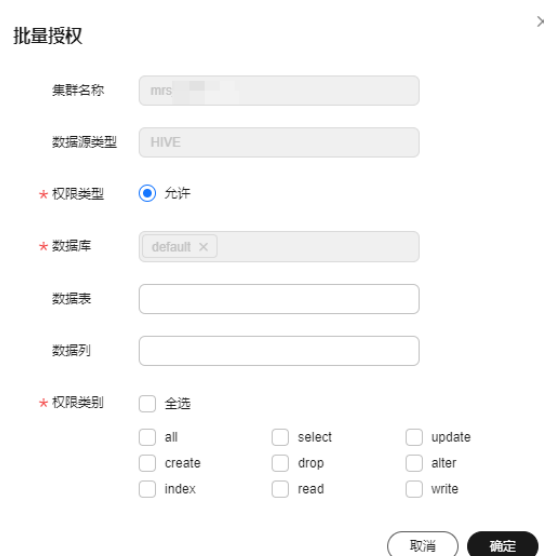 批量授权
集群名称 mrs
数据源类型 HIVE
* 权限类型 允许
* 数据库 default ×
数据表
数据列
* 权限类别 全选
all select update
create drop alter
index read write
取消 确定